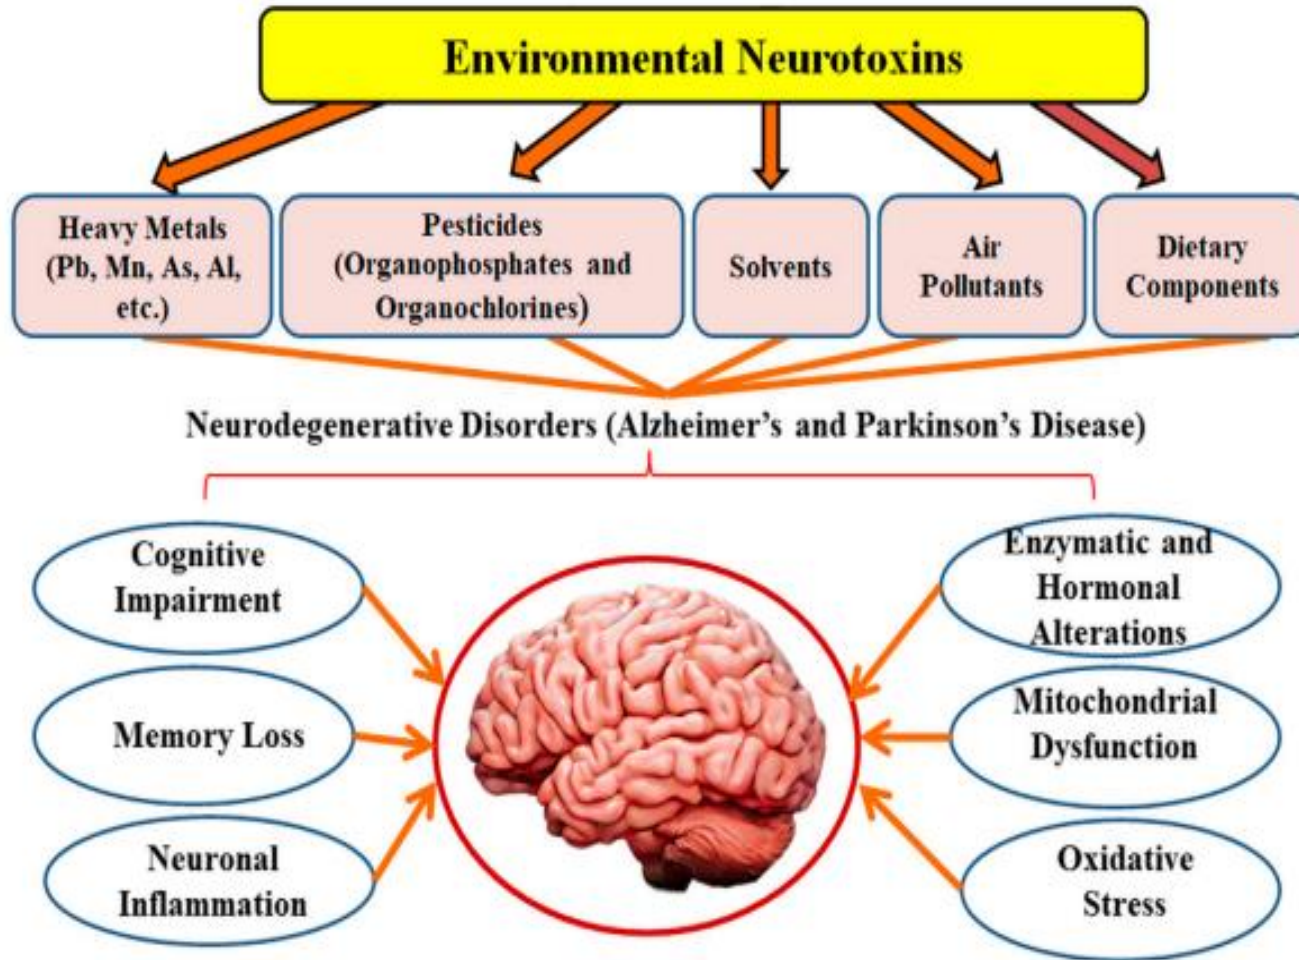 Environmental Neurotoxins
Heavy Metals
(Pb, Mn, As, Al,
etc.)
Pesticides
(Organophosphates and
Organochlorines)
Solvents
Air
Pollutants
Dietary
Components
Neurodegenerative Disorders (Alzheimer’s and Parkinson’s Disease)
Cognitive
Impairment
Memory Loss
Neuronal
Inflammation
Enzymatic and
Hormonal
Alterations
Mitochondrial
Dysfunction
Oxidative
Stress